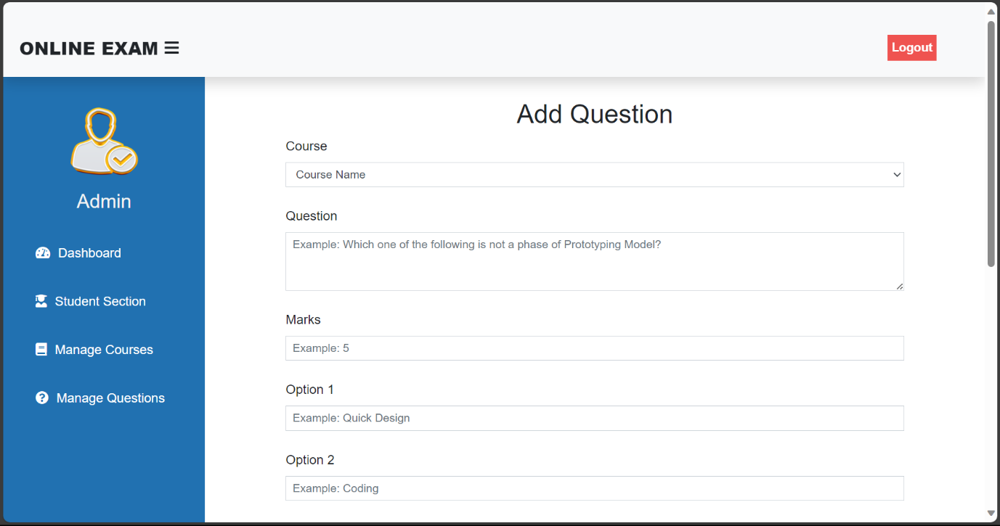 ONLINE EXAM
Logout
Admin
Dashboard
Student Section
Manage Courses
Manage Questions
Add Question
Course
Course Name
Question
Example: Which one of the following is not a phase of Prototyping Model?
Marks
Example: 5
Option 1
Example: Quick Design
Option 2
Example: Coding